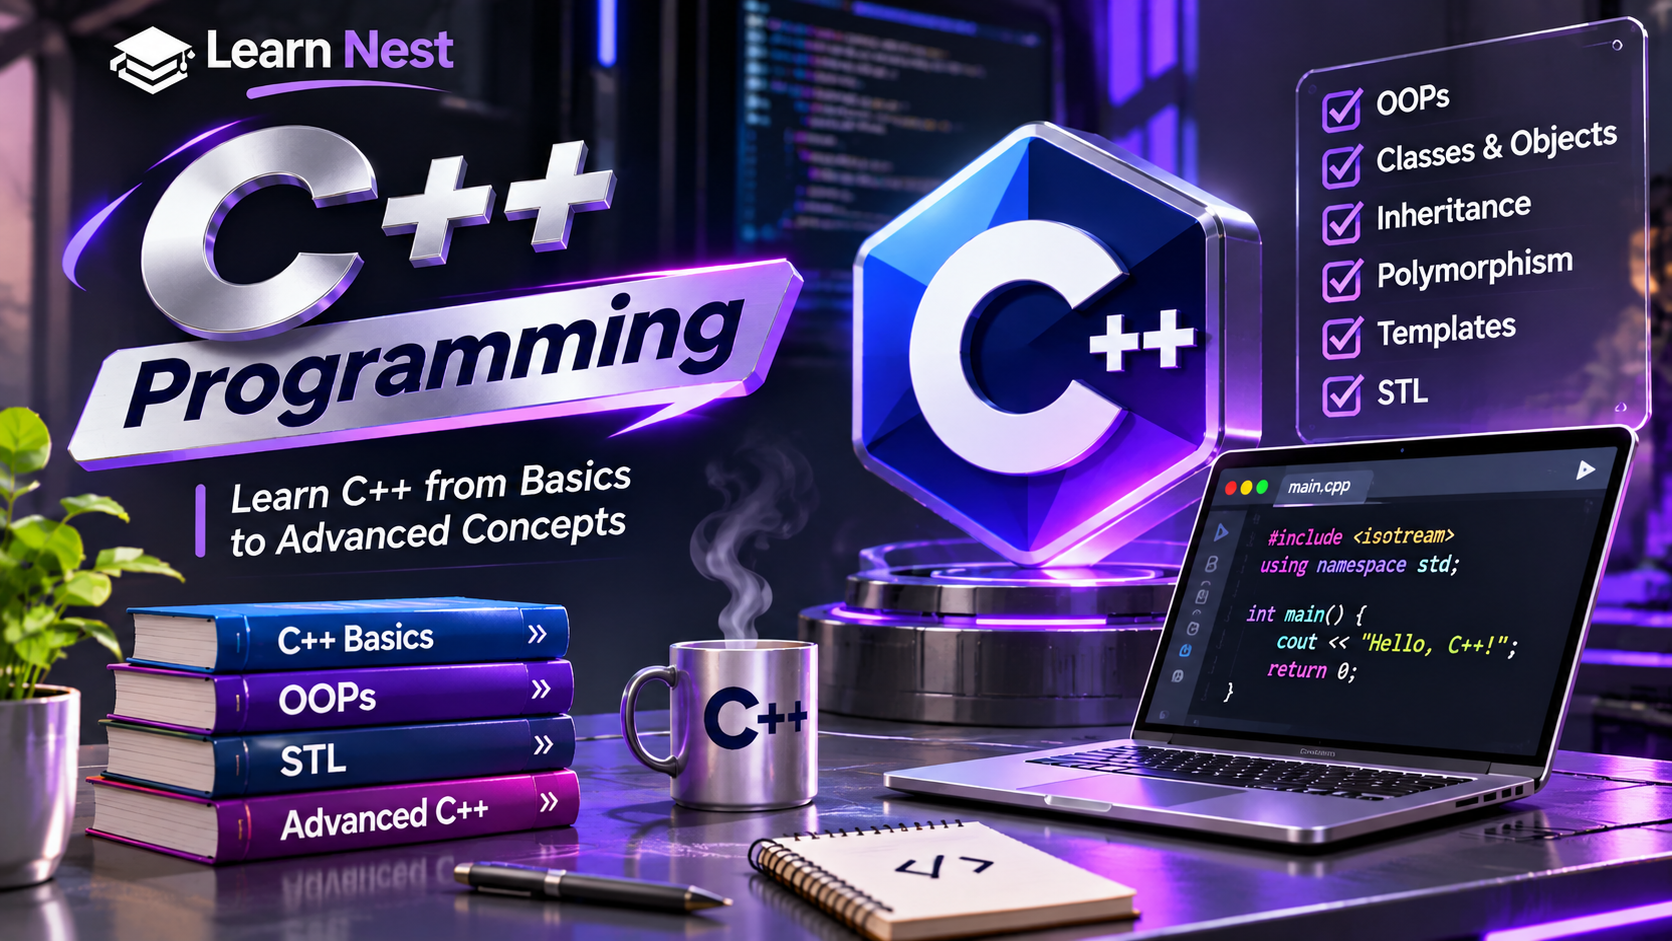 Learn Nest
C++
Programming
Learn C++ from Basics
to Advanced Concepts
C++
OOPs
Classes & Objects
Inheritance
Polymorphism
Templates
STL
main.cpp
#include <isotream>
using namespace std;
int main() {
cout << "Hello, C++!";
return 0;
}
C++ Basics »
OOPs »
STL »
Advanced C++ »
C++
</>